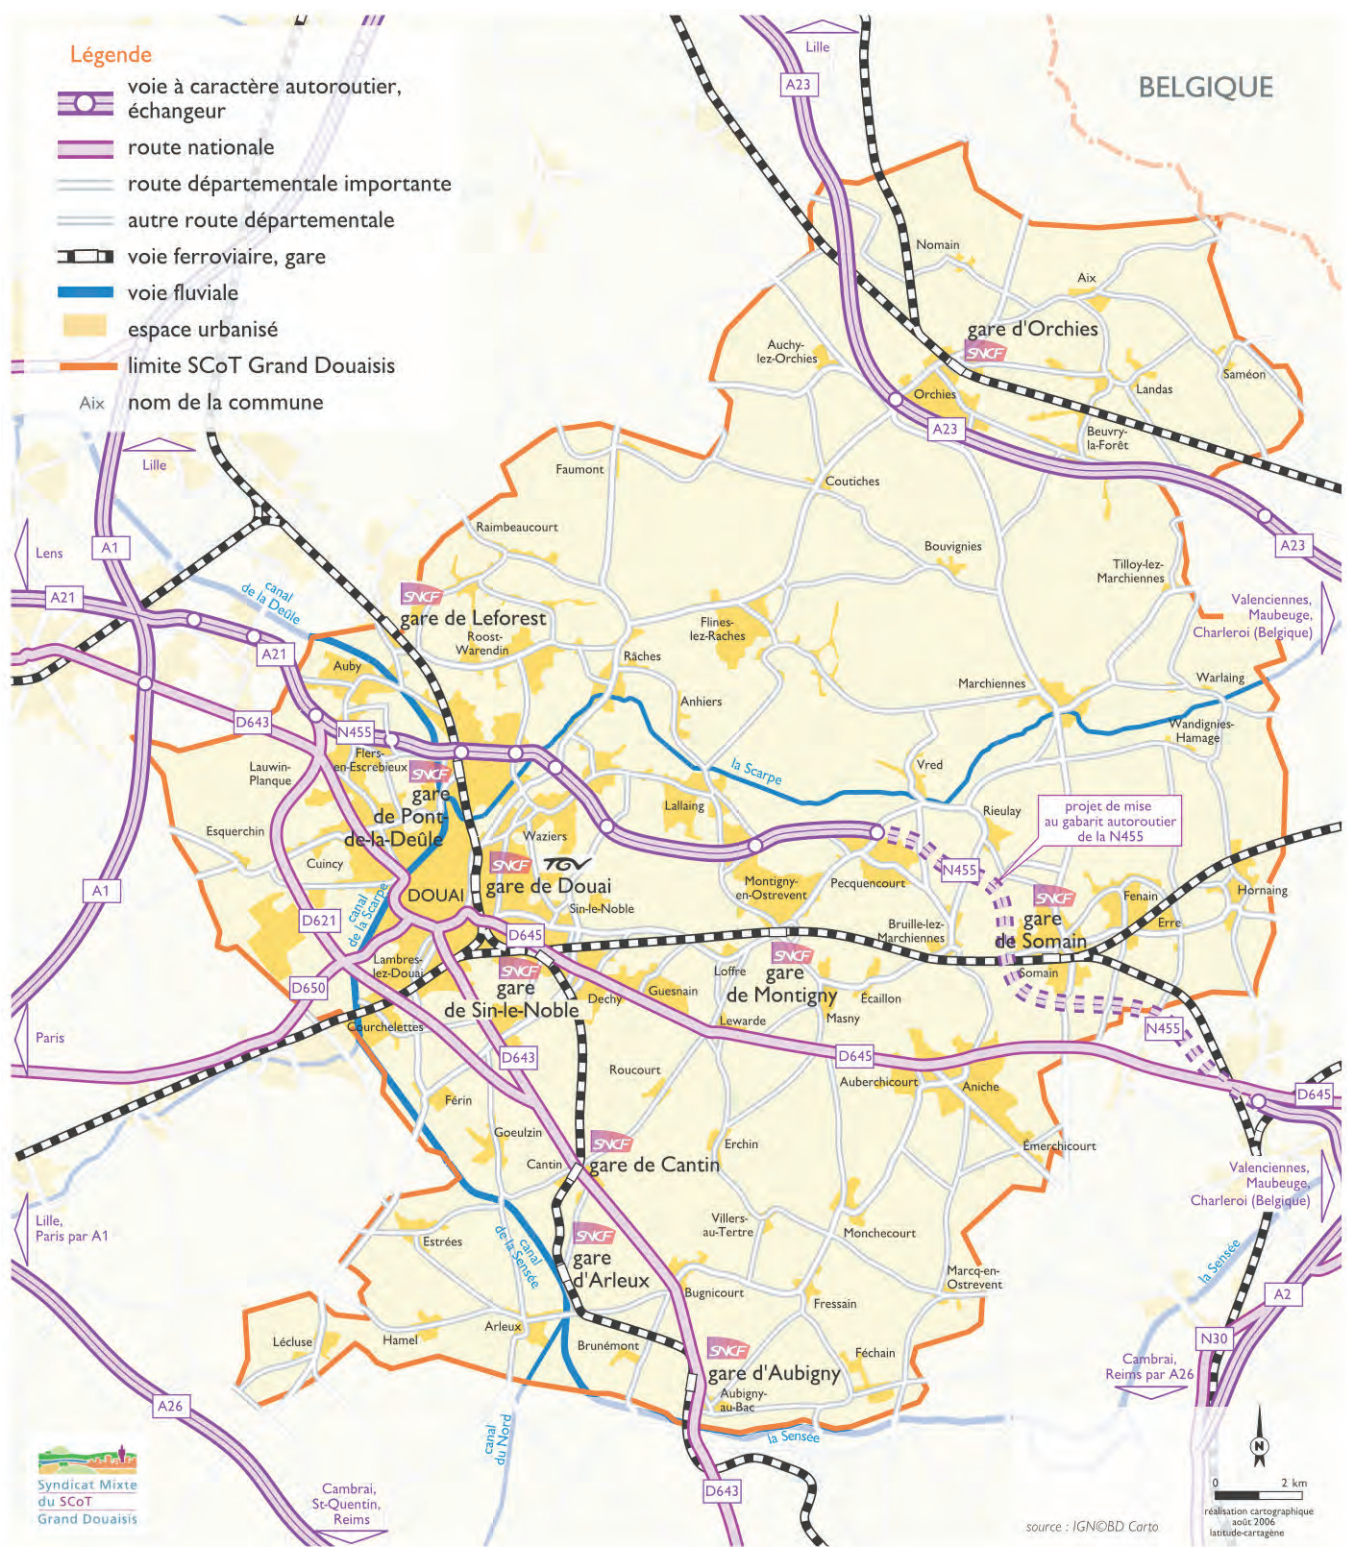 Légende
voie à caractère autoroutier,
échangeur
route nationale
route départementale importante
autre route départementale
voie ferroviaire, gare
voie fluviale
espace urbanisé
limite SCoT Grand Douaisis
Aix nom de la commune
Lille
A23
BELGIQUE
Nomain
Aix
gare d'Orchies
SNCF
Auchy-
lez-Orchies
Orchies
Landas
Saméon
A23
Beuvry-
la-Forêt
Lille
Faumont
Coutiches
Raimbeaucourt
Bouvignies
Tilloy-lez-
Marchiennes
A23
Lens
A1
A21
canal
de la Deûle
SNCF
gare de Leforest
Roost-
Warendin
Flines-
lez-Raches
Valenciennes,
Maubeuge,
Charleroi (Belgique)
A21
Auby
Râches
Anhiers
Marchiennes
Warlaing
Wandignies-
Hamage
D643
N455
Flers-
en-Escrebieux
Lauwin-
Planque
SNCF
gare
de Pont-
de-la-Deûle
la Scarpe
Vred
Lallaing
Rieulay
projet de mise
au gabarit autoroutier
de la N455
Esquerchin
Cuincy
Waziers
SNCF TGV
gare de Douai
DOUAI
Sin-le-Noble
Montigny-
en-Ostrevent
Pecquencourt
N455
SNCF
gare
de Somain
Fenain
Hornaing
Erre
A1
D621
canal
de la Scarpe
Bruille-lez-
Marchiennes
D645
Lambres-
lez-Douai
D650
SNCF
gare
de Sin-le-Noble
Dechy
Guesnain
Loffre
SNCF
gare
de Montigny
Écaillon
Somain
Lewarde
Masny
N455
Paris
Courchelettes
D643
D645
Roucourt
Auberchicourt
Aniche
D645
Férin
Goeulzin
Cantin
SNCF
gare de Cantin
Erchin
Émerchicourt
Valenciennes,
Maubeuge,
Charleroi (Belgique)
Lille,
Paris par A1
Estrées
canal
de la Sensée
SNCF
gare
d'Arleux
Villers-
au-Tertre
Monchecourt
Marcq-en-
Ostrevent
la Sensée
A2
Bugnicourt
Fressain
Lécluse
Hamel
Arleux
Brunémont
SNCF
gare d'Aubigny
Féchain
N30
Cambrai,
Reims par A26
Aubigny-
au-Bac
A26
canal
du Nord
la Sensée
Syndicat Mixte
du SCoT
Grand Douaisis
Cambrai,
St-Quentin,
Reims
D643
N
0 2 km
réalisation cartographique
août 2006
latitude-cartagène
source : IGN©BD Carto